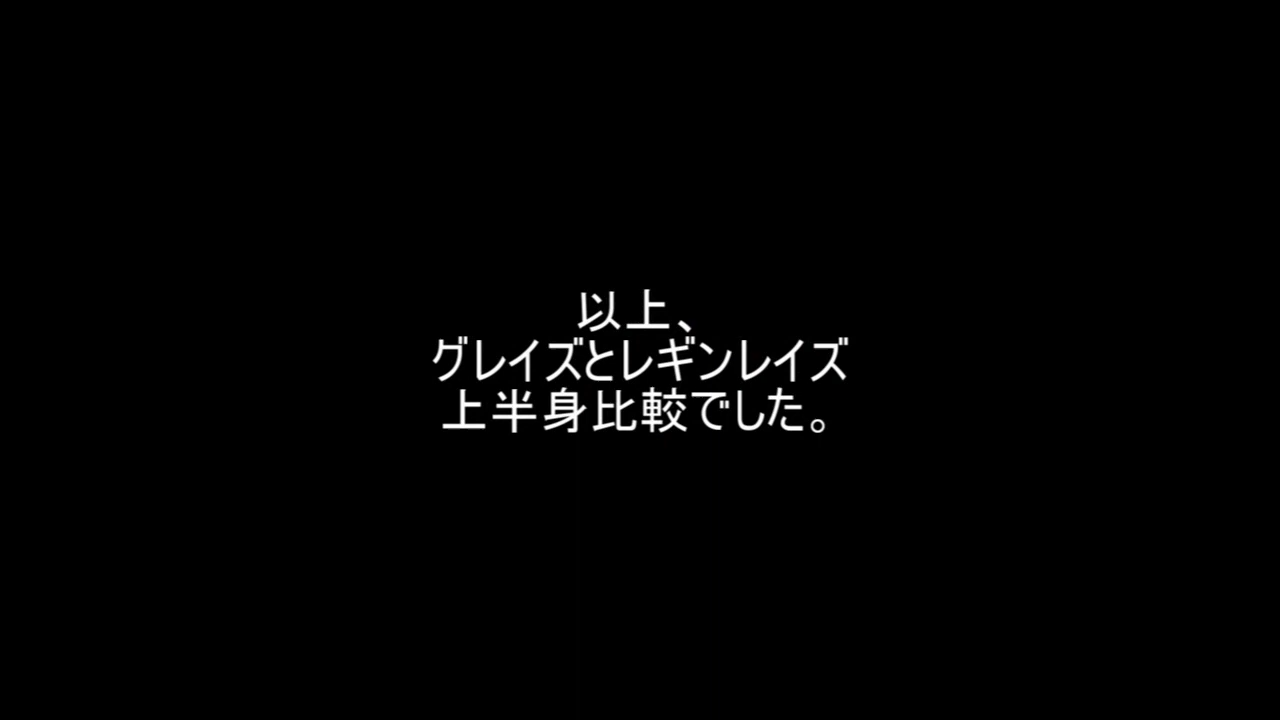 以上、
グレイズとレギンレイズ
上半身比較でした。